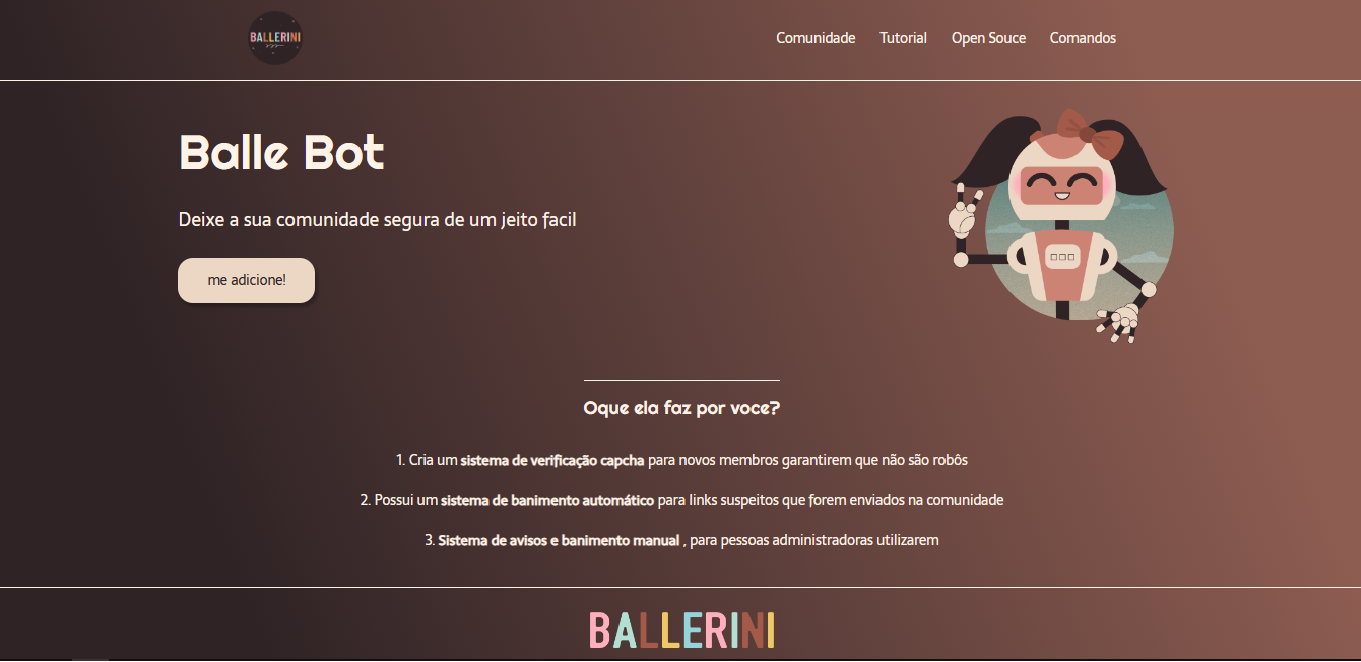 BALLERINI
Comunidade Tutorial Open Souce Comandos
Balle Bot
Deixe a sua comunidade segura de um jeito facil
me adicione!
Oque ela faz por voce?
1. Cria um sistema de verificação capcha para novos membros garantirem que não são robôs
2. Possui um sistema de banimento automático para links suspeitos que forem enviados na comunidade
3. Sistema de avisos e banimento manual , para pessoas administradoras utilizarem
BALLERINI